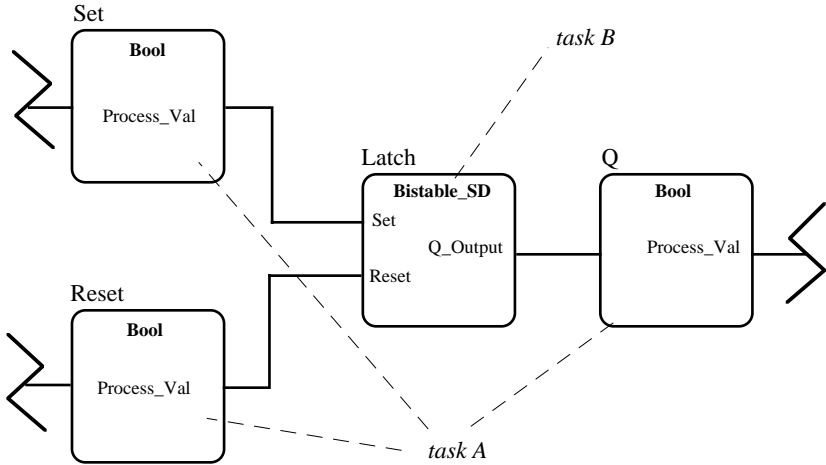 Set
Bool
Process_Val
task B
Latch
Bistable_SD
Set
Q_Output
Reset
Q
Bool
Process_Val
Reset
Bool
Process_Val
task A